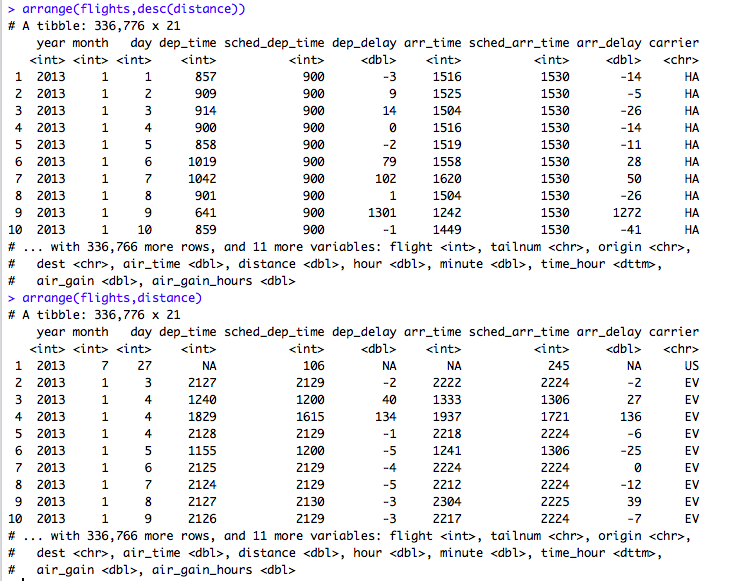 > arrange(flights,desc(distance))
# A tibble: 336,776 x 21
year month day dep_time sched_dep_time dep_delay arr_time sched_arr_time arr_delay carrier
<int> <int> <int> <int> <int> <dbl> <int> <int> <dbl> <chr>
1 2013 1 1 857 900 -3 1516 1530 -14 HA
2 2013 1 2 909 900 9 1525 1530 -5 HA
3 2013 1 3 914 900 14 1504 1530 -26 HA
4 2013 1 4 900 900 0 1516 1530 -14 HA
5 2013 1 5 858 900 -2 1519 1530 -11 HA
6 2013 1 6 1019 900 79 1558 1530 28 HA
7 2013 1 7 1042 900 102 1620 1530 50 HA
8 2013 1 8 901 900 1 1504 1530 -26 HA
9 2013 1 9 641 900 1301 1242 1530 1272 HA
10 2013 1 10 859 900 -1 1449 1530 -41 HA
# ... with 336,766 more rows, and 11 more variables: flight <int>, tailnum <chr>, origin <chr>,
# dest <chr>, air_time <dbl>, distance <dbl>, hour <dbl>, minute <dbl>, time_hour <dttm>,
# air_gain <dbl>, air_gain_hours <dbl>
> arrange(flights,distance)
# A tibble: 336,776 x 21
year month day dep_time sched_dep_time dep_delay arr_time sched_arr_time arr_delay carrier
<int> <int> <int> <int> <int> <dbl> <int> <int> <dbl> <chr>
1 2013 7 27 NA 106 NA NA 245 NA US
2 2013 1 3 2127 2129 -2 2222 2224 -2 EV
3 2013 1 4 1240 1200 40 1333 1306 27 EV
4 2013 1 4 1829 1615 134 1937 1721 136 EV
5 2013 1 4 2128 2129 -1 2218 2224 -6 EV
6 2013 1 5 1155 1200 -5 1241 1306 -25 EV
7 2013 1 6 2125 2129 -4 2224 2224 0 EV
8 2013 1 7 2124 2129 -5 2212 2224 -12 EV
9 2013 1 8 2127 2130 -3 2304 2225 39 EV
10 2013 1 9 2126 2129 -3 2217 2224 -7 EV
# ... with 336,766 more rows, and 11 more variables: flight <int>, tailnum <chr>, origin <chr>,
# dest <chr>, air_time <dbl>, distance <dbl>, hour <dbl>, minute <dbl>, time_hour <dttm>,
# air_gain <dbl>, air_gain_hours <dbl>